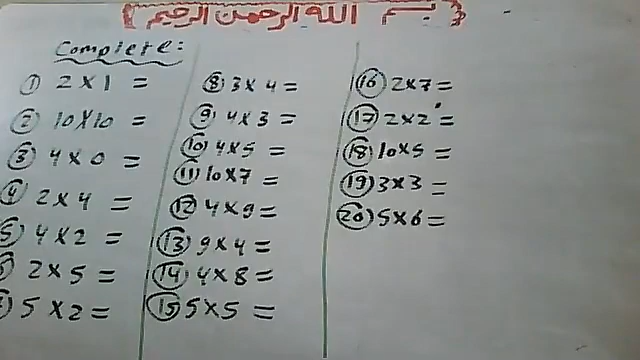 بسم الله الرحمن الرحيم
Complete:
① 2 × 1 =
② 10 × 10 =
③ 4 × 0 =
④ 2 × 4 =
⑤ 4 × 2 =
2 × 5 =
5 × 2 =
⑧ 3 × 4 =
⑨ 4 × 3 =
⑩ 4 × 5 =
⑪ 10 × 7 =
⑫ 4 × 9 =
⑬ 9 × 4 =
⑭ 4 × 8 =
⑮ 5 × 5 =
⑯ 2 × 7 =
⑰ 2 × 2 =
⑱ 10 × 5 =
⑲ 3 × 3 =
⑳ 5 × 6 =